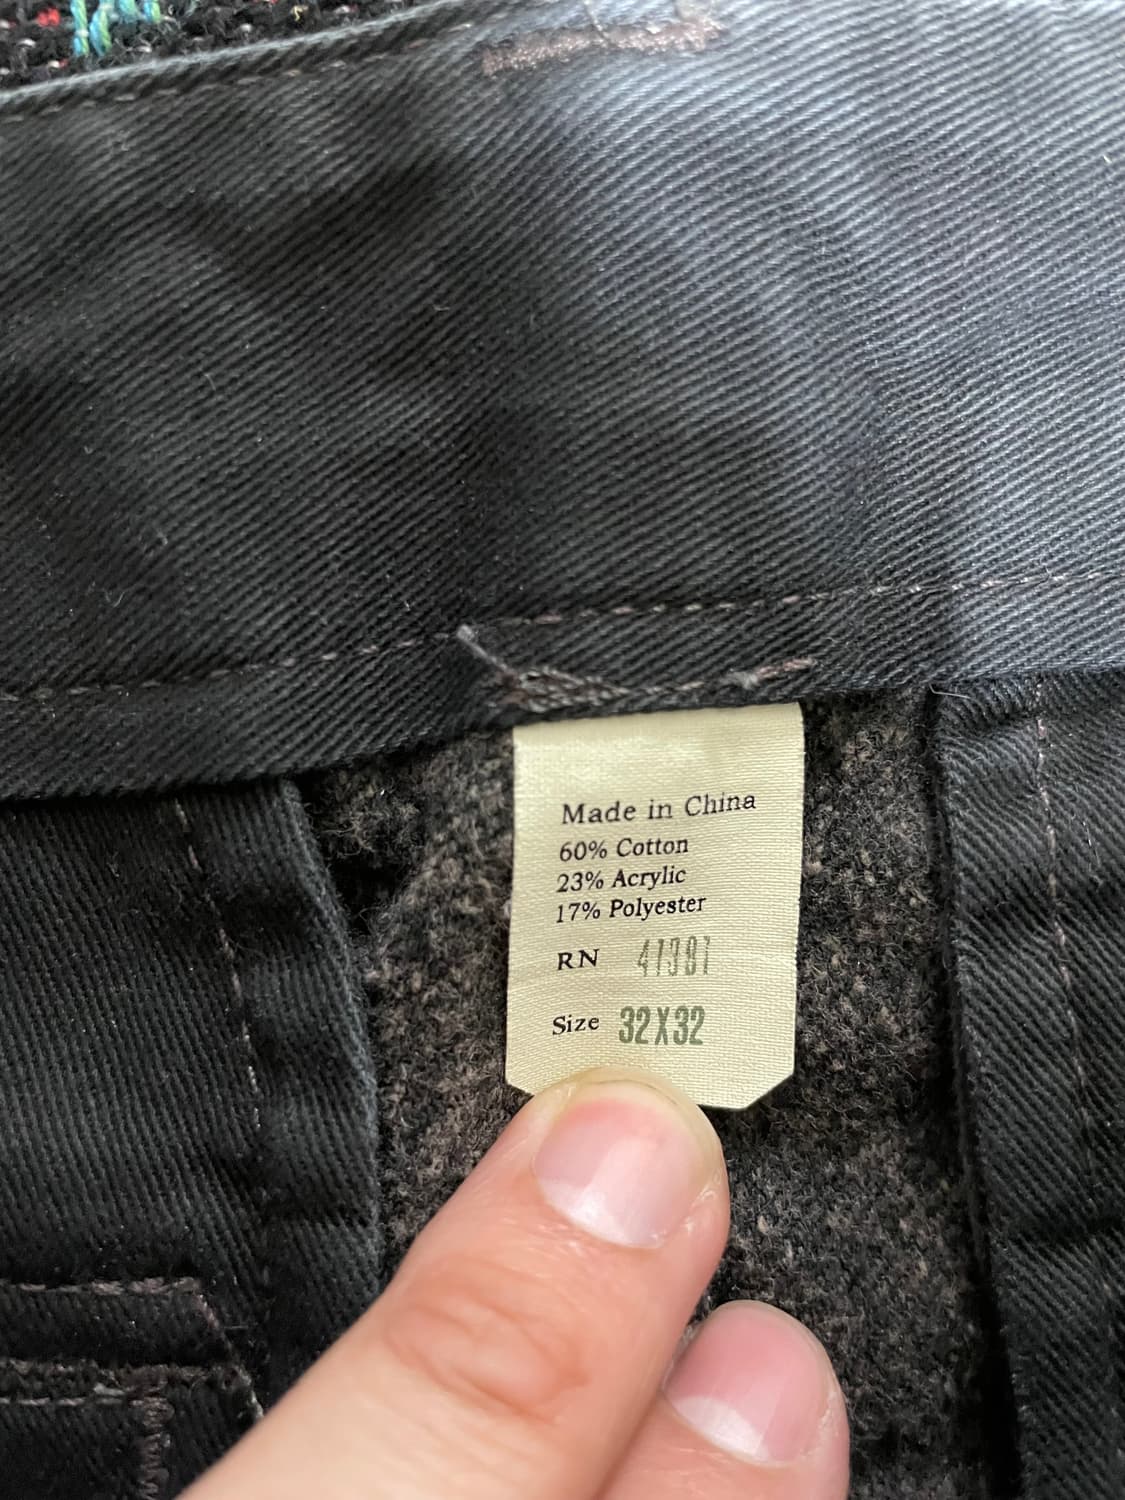 Made in China
60% Cotton
23% Acrylic
17% Polyester
RN 41381
Size 32X32